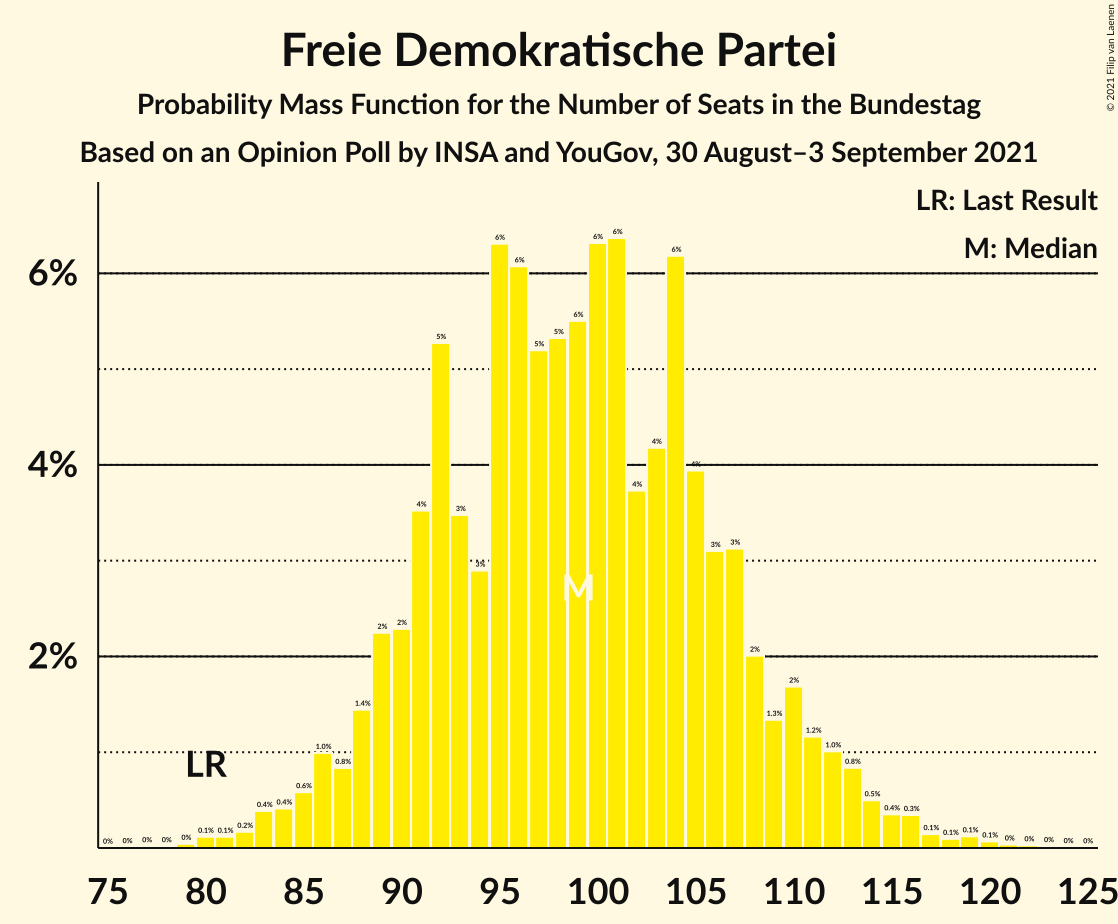 Freie Demokratische Partei
Probability Mass Function for the Number of Seats in the Bundestag
Based on an Opinion Poll by INSA and YouGov, 30 August–3 September 2021
© 2021 Filip van Laenen
LR: Last Result
M: Median
6%
4%
2%
0% 0% 0% 0% 0% 0.1% 0.1% 0.2% 0.4% 0.4% 0.6% 1.0% 0.8% 1.4% 2% 2% 4% 5% 3% 3% 6% 6% 5% 5% 6% 6% 6% 4% 4% 6% 4% 3% 3% 2% 1.3% 2% 1.2% 1.0% 0.8% 0.5% 0.4% 0.3% 0.1% 0.1% 0.1% 0.1% 0% 0% 0% 0% 0%
M
LR
75 80 85 90 95 100 105 110 115 120 125